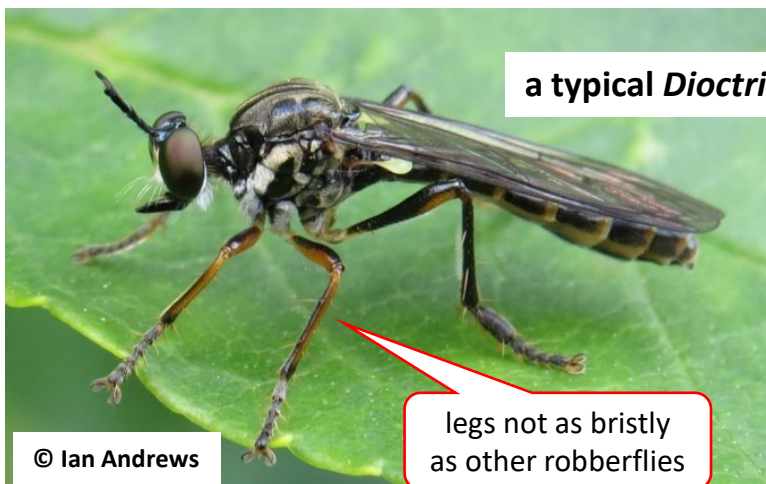 a typical Dioctri
legs not as bristly
as other robberflies
© Ian Andrews